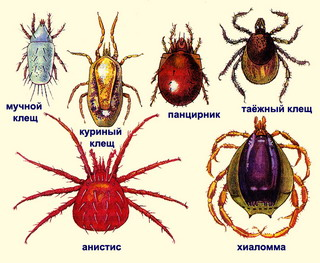 мучной
клещ
куриный
клещ
панцирник
таёжный клещ
анистис
хиаломма